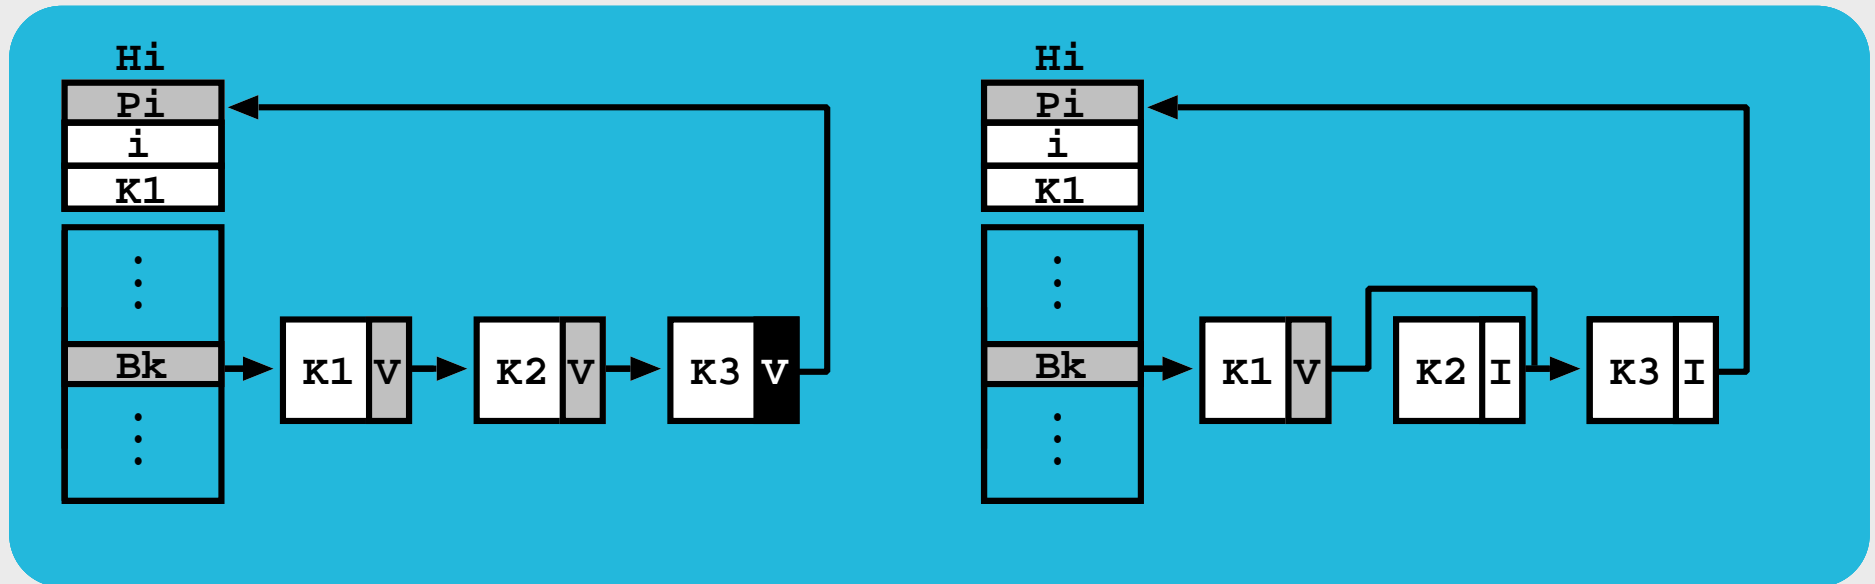 Hi
Pi
i
K1
⋮
Bk
K1 V
K2 V
K3 V
⋮
Hi
Pi
i
K1
⋮
Bk
K1 V
K2 I
K3 I
⋮